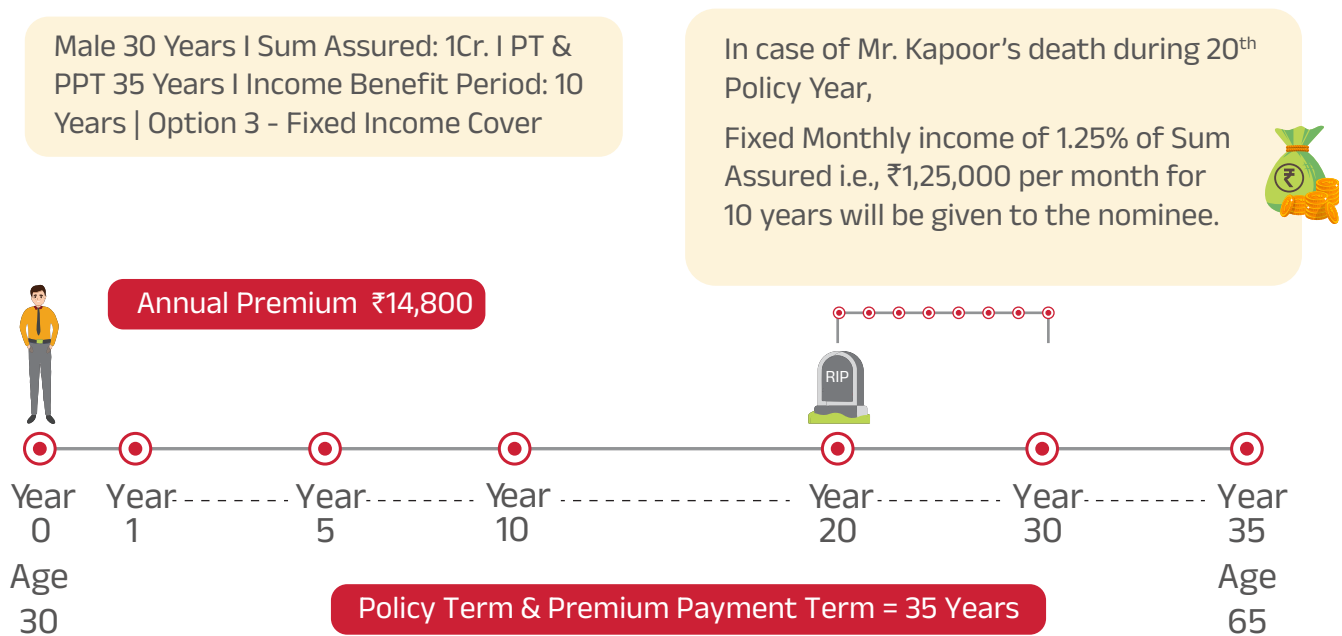 Male 30 Years I Sum Assured: 1Cr. I PT &
PPT 35 Years I Income Benefit Period: 10
Years | Option 3 - Fixed Income Cover
In case of Mr. Kapoor’s death during 20th
Policy Year,
Fixed Monthly income of 1.25% of Sum
Assured i.e., ₹1,25,000 per month for
10 years will be given to the nominee.
₹
Annual Premium ₹14,800
RIP
Year Year Year Year Year Year Year
0 1 5 10 20 30 35
Age Age
30 65
Policy Term & Premium Payment Term = 35 Years